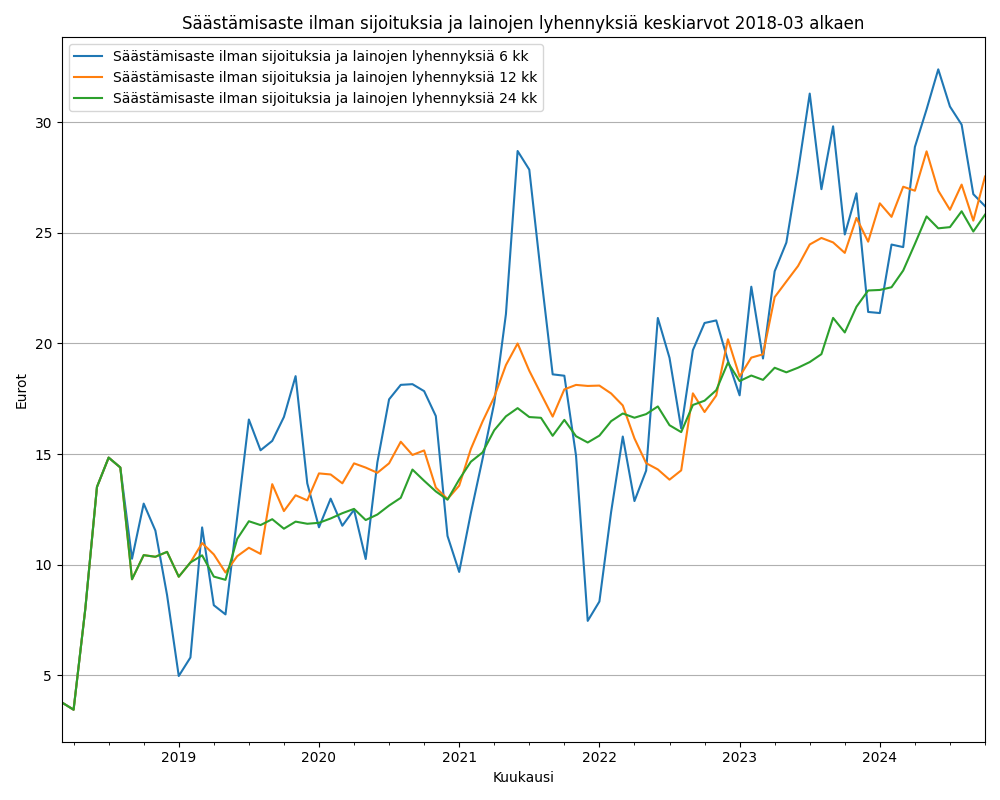 Säästämisaste ilman sijoituksia ja lainojen lyhennyksiä keskiarvot 2018-03 alkaen
Säästämisaste ilman sijoituksia ja lainojen lyhennyksiä 6 kk
Säästämisaste ilman sijoituksia ja lainojen lyhennyksiä 12 kk
Säästämisaste ilman sijoituksia ja lainojen lyhennyksiä 24 kk
30
25
20
15
10
5
Eurot
2019 2020 2021 2022 2023 2024
Kuukausi